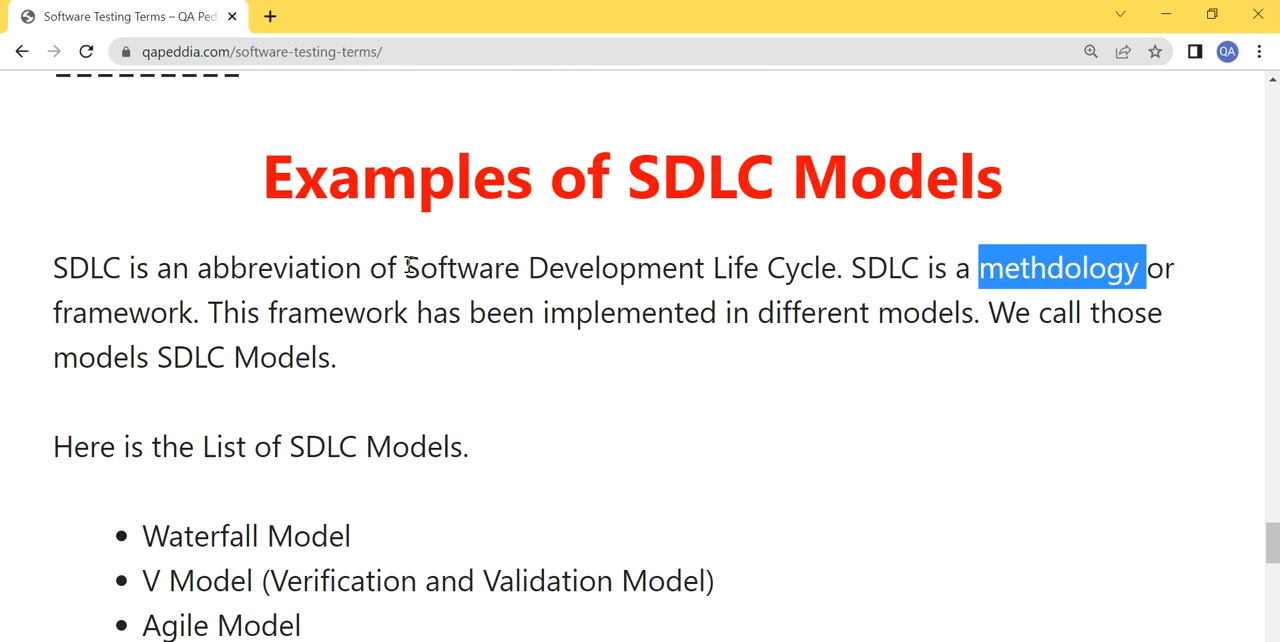 Software Testing Terms – QA Ped
qapeddia.com/software-testing-terms/
QA
Examples of SDLC Models
SDLC is an abbreviation of Software Development Life Cycle. SDLC is a methdology or
framework. This framework has been implemented in different models. We call those
models SDLC Models.
Here is the List of SDLC Models.
• Waterfall Model
• V Model (Verification and Validation Model)
• Agile Model